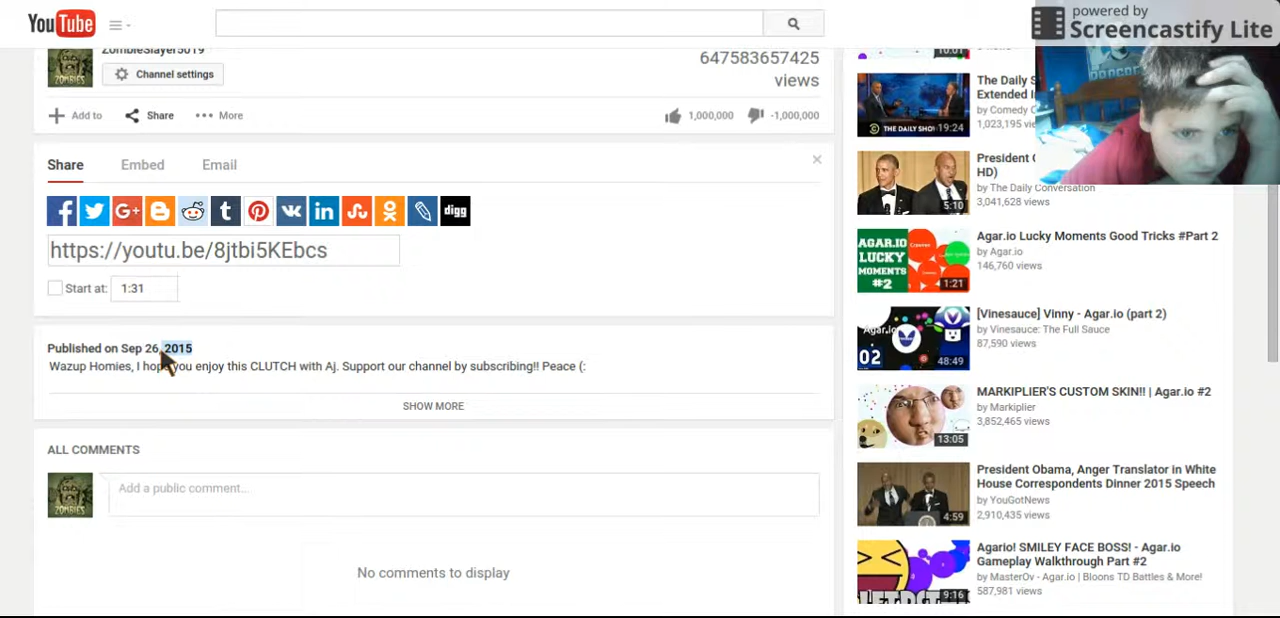 YouTube
powered by
Screencastify Lite
ZombieSlayer5019
Channel settings
647583657425
views
Add to
Share
More
1,000,000
-1,000,000
Share
Embed
Email
digg
https://youtu.be/8jtbi5KEbcs
Start at:
1:31
Published on Sep 26, 2015
Wazup Homies, I hope you enjoy this CLUTCH with Aj. Support our channel by subscribing!! Peace (:
SHOW MORE
ALL COMMENTS
ZOMBIES
Add a public comment...
No comments to display
10:01
The Daily S
Extended I
by Comedy C
1,023,195 vie
THE DAILY SHO
19:24
President
HD)
by The Daily Conversation
3,041,628 views
5:10
Agar.io Lucky Moments Good Tricks #Part 2
by Agar.io
146,760 views
AGAR.IO
LUCKY
MOMENTS
#2
1:21
[Vinesauce] Vinny - Agar.io (part 2)
by Vinesauce: The Full Sauce
87,590 views
Agar.io
02
48:49
MARKIPLIER'S CUSTOM SKIN!! | Agar.io #2
by Markiplier
3,852,465 views
13:05
President Obama, Anger Translator in White
House Correspondents Dinner 2015 Speech
by YouGotNews
2,910,435 views
4:59
Agario! SMILEY FACE BOSS! - Agar.io
Gameplay Walkthrough Part #2
by MasterOv - Agar.io | Bloons TD Battles & More!
587,981 views
9:16